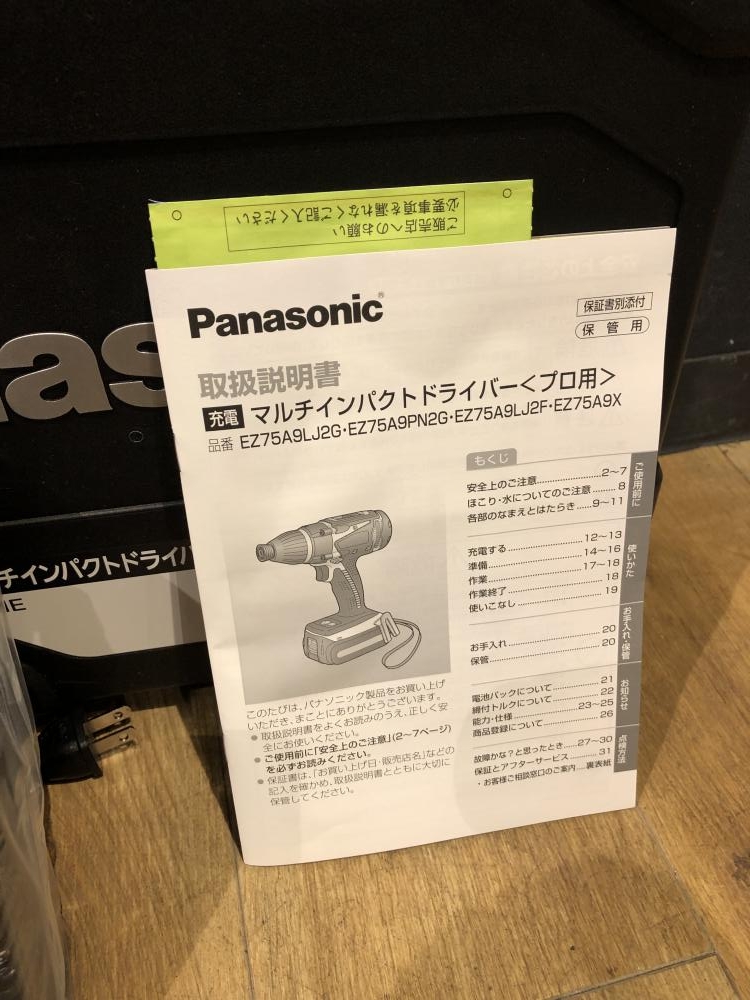 ご販売店へのお願い
必要事項を漏れなくご記入ください
Panasonic®
保証書別添付
保管用
取扱説明書
充電 マルチインパクトドライバー<プロ用>
品番 EZ75A9LJ2G・EZ75A9PN2G・EZ75A9LJ2F・EZ75A9X
もくじ
ご使用前に
安全上のご注意 2～7
ほこり・水についてのご注意 8
各部のなまえとはたらき 9～11
使いかた
充電する 12～13
準備 14～16
作業 17～18
作業終了 18
使いこなし 19
お手入れ・保管
お手入れ 20
保管 20
お知らせ
電池パックについて 21
締付トルクについて 22
能力・仕様 23～25
商品登録について 26
点検方法
故障かな?と思ったとき 27～30
保証とアフターサービス 31
・お客様ご相談窓口のご案内 裏表紙
このたびは、パナソニック製品をお買い上げ
いただき、まことにありがとうございます。
● 取扱説明書をよくお読みのうえ、正しく安
全にお使いください。
● ご使用前に「安全上のご注意」(2～7ページ)
を必ずお読みください。
● 保証書は、「お買い上げ日・販売店名」などの
記入を確かめ、取扱説明書とともに大切に
保管してください。
nas
チインパクトドライバ